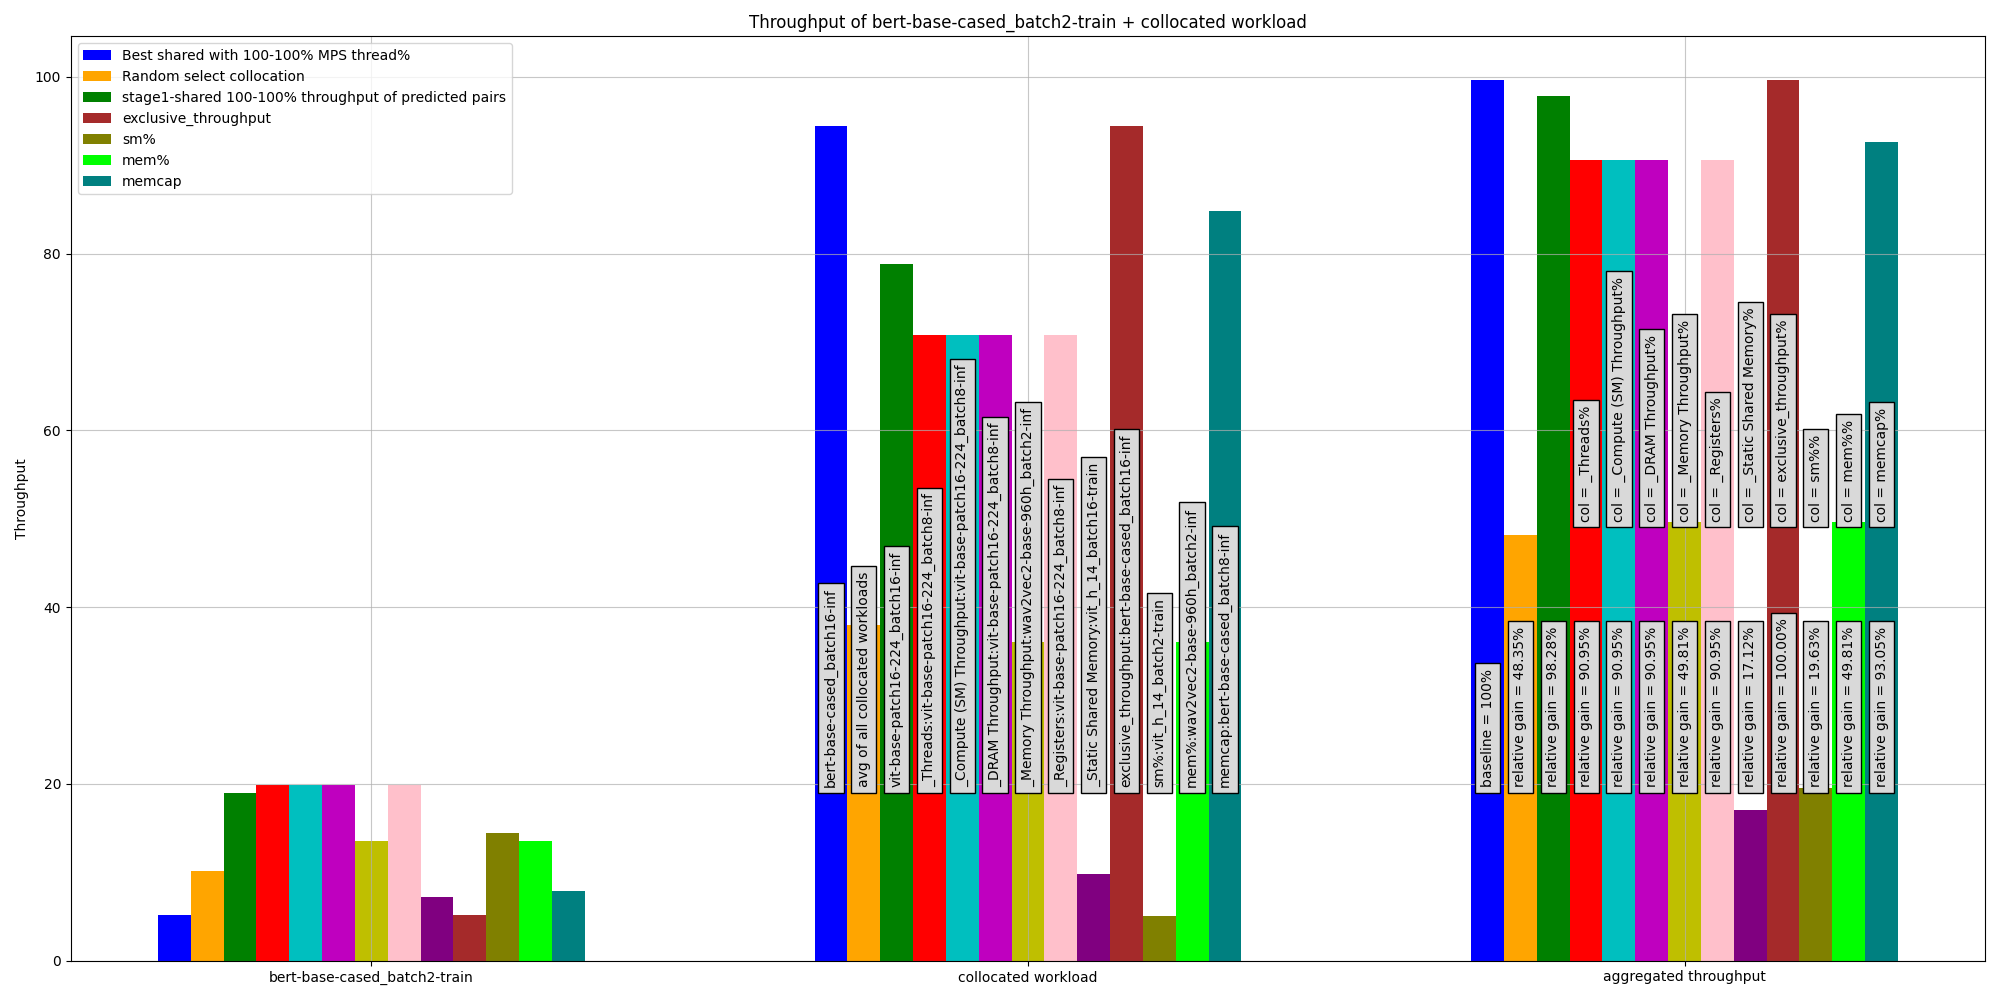 Throughput of bert-base-cased_batch2-train + collocated workload
Best shared with 100-100% MPS thread%
Random select collocation
stage1-shared 100-100% throughput of predicted pairs
exclusive_throughput
sm%
mem%
memcap
Throughput
100
80
60
40
20
0
bert-base-cased_batch16-inf
avg of all collocated workloads
vit-base-patch16-224_batch16-inf
_Threads:vit-base-patch16-224_batch8-inf
_Compute (SM) Throughput:vit-base-patch16-224_batch8-inf
_DRAM Throughput:vit-base-patch16-224_batch8-inf
_Memory Throughput:wav2vec2-base-960h_batch2-inf
_Registers:vit-base-patch16-224_batch8-inf
_Static Shared Memory:vit_h_14_batch16-train
exclusive_throughput:bert-base-cased_batch16-inf
sm%:vit_h_14_batch2-train
mem%:wav2vec2-base-960h_batch2-inf
memcap:bert-base-cased_batch8-inf
col = _Threads%
col = _Compute (SM) Throughput%
col = _DRAM Throughput%
col = _Memory Throughput%
col = _Registers%
col = _Static Shared Memory%
col = exclusive_throughput%
col = sm%%
col = mem%%
col = memcap%
baseline = 100%
relative gain = 48.35%
relative gain = 98.28%
relative gain = 90.95%
relative gain = 90.95%
relative gain = 90.95%
relative gain = 49.81%
relative gain = 90.95%
relative gain = 17.12%
relative gain = 100.00%
relative gain = 19.63%
relative gain = 49.81%
relative gain = 93.05%
bert-base-cased_batch2-train
collocated workload
aggregated throughput